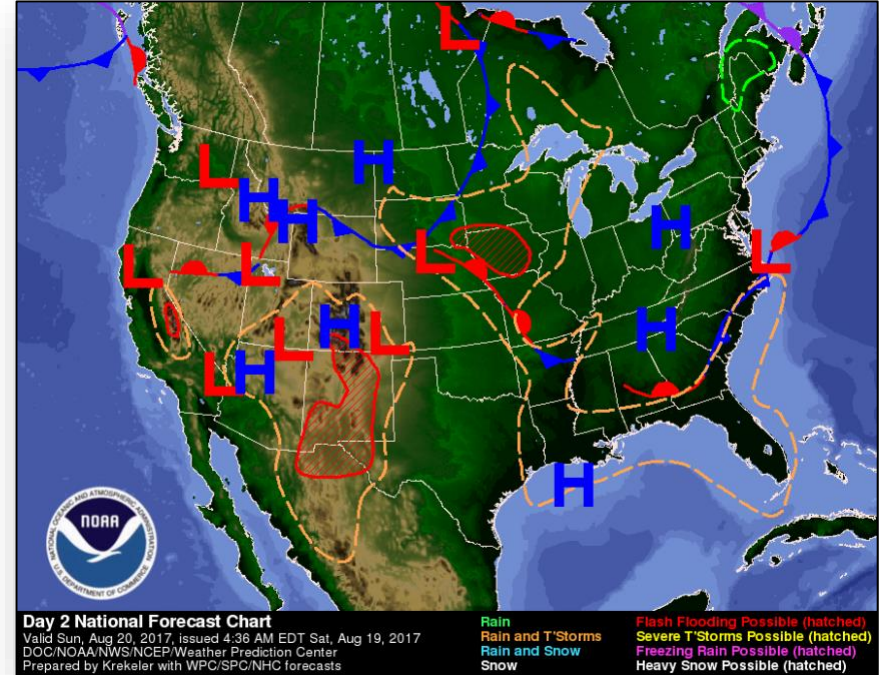 L
L
H
L
H
H
H
L
L
L
L
H
L
L
H
L
H
H
NOAA
NATIONAL OCEANIC AND ATMOSPHERIC ADMINISTRATION
U.S. DEPARTMENT OF COMMERCE
Day 2 National Forecast Chart
Valid Sun, Aug 20, 2017, issued 4:36 AM EDT Sat, Aug 19, 2017
DOC/NOAA/NWS/NCEP/Weather Prediction Center
Prepared by Krekeler with WPC/SPC/NHC forecasts
Rain
Rain and T'Storms
Rain and Snow
Snow
Flash Flooding Possible (hatched)
Severe T'Storms Possible (hatched)
Freezing Rain Possible (hatched)
Heavy Snow Possible (hatched)